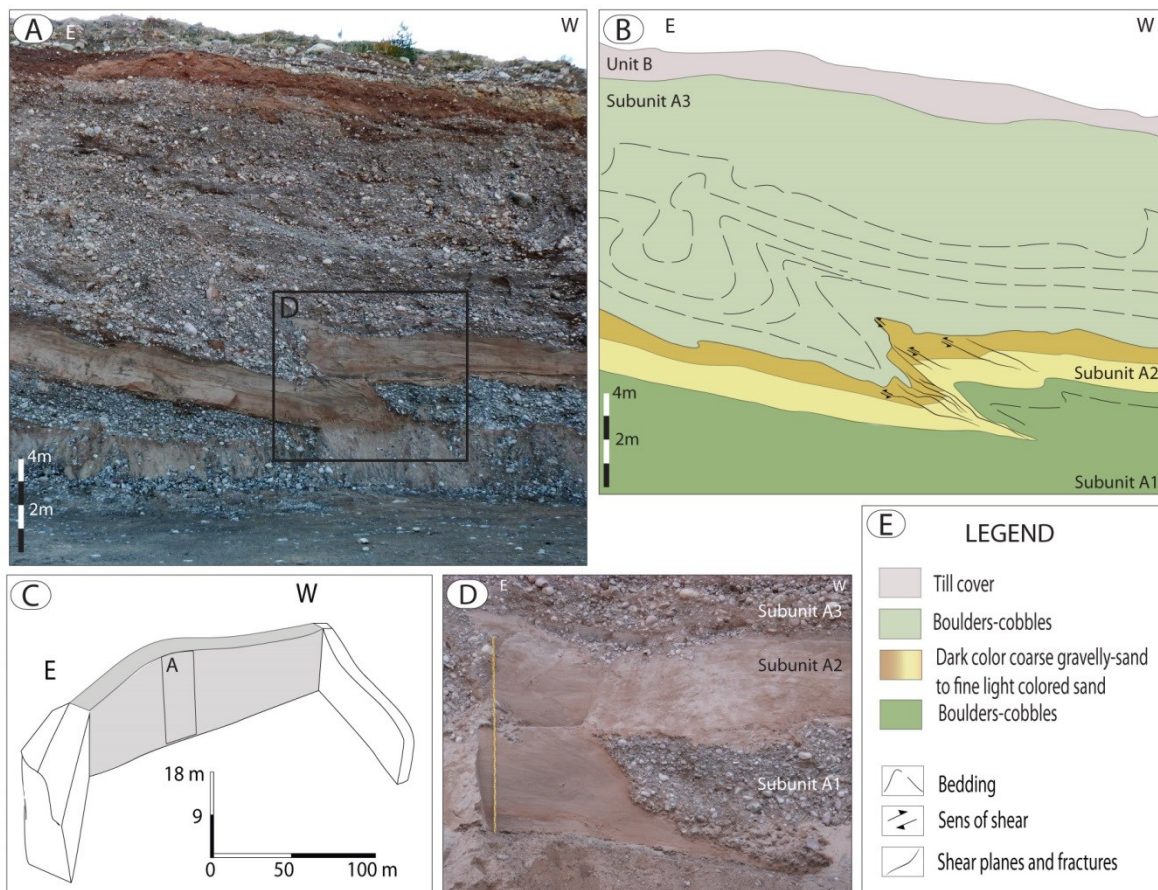 A
E
W
D
4m
2m
B
E
W
Unit B
Subunit A3
Subunit A2
4m
2m
Subunit A1
C
W
E
A
18 m
9
0
50
100 m
D
E
W
Subunit A3
Subunit A2
Subunit A1
E
LEGEND
Till cover
Boulders-cobbles
Dark color coarse gravelly-sand
to fine light colored sand
Boulders-cobbles
Bedding
Sens of shear
Shear planes and fractures